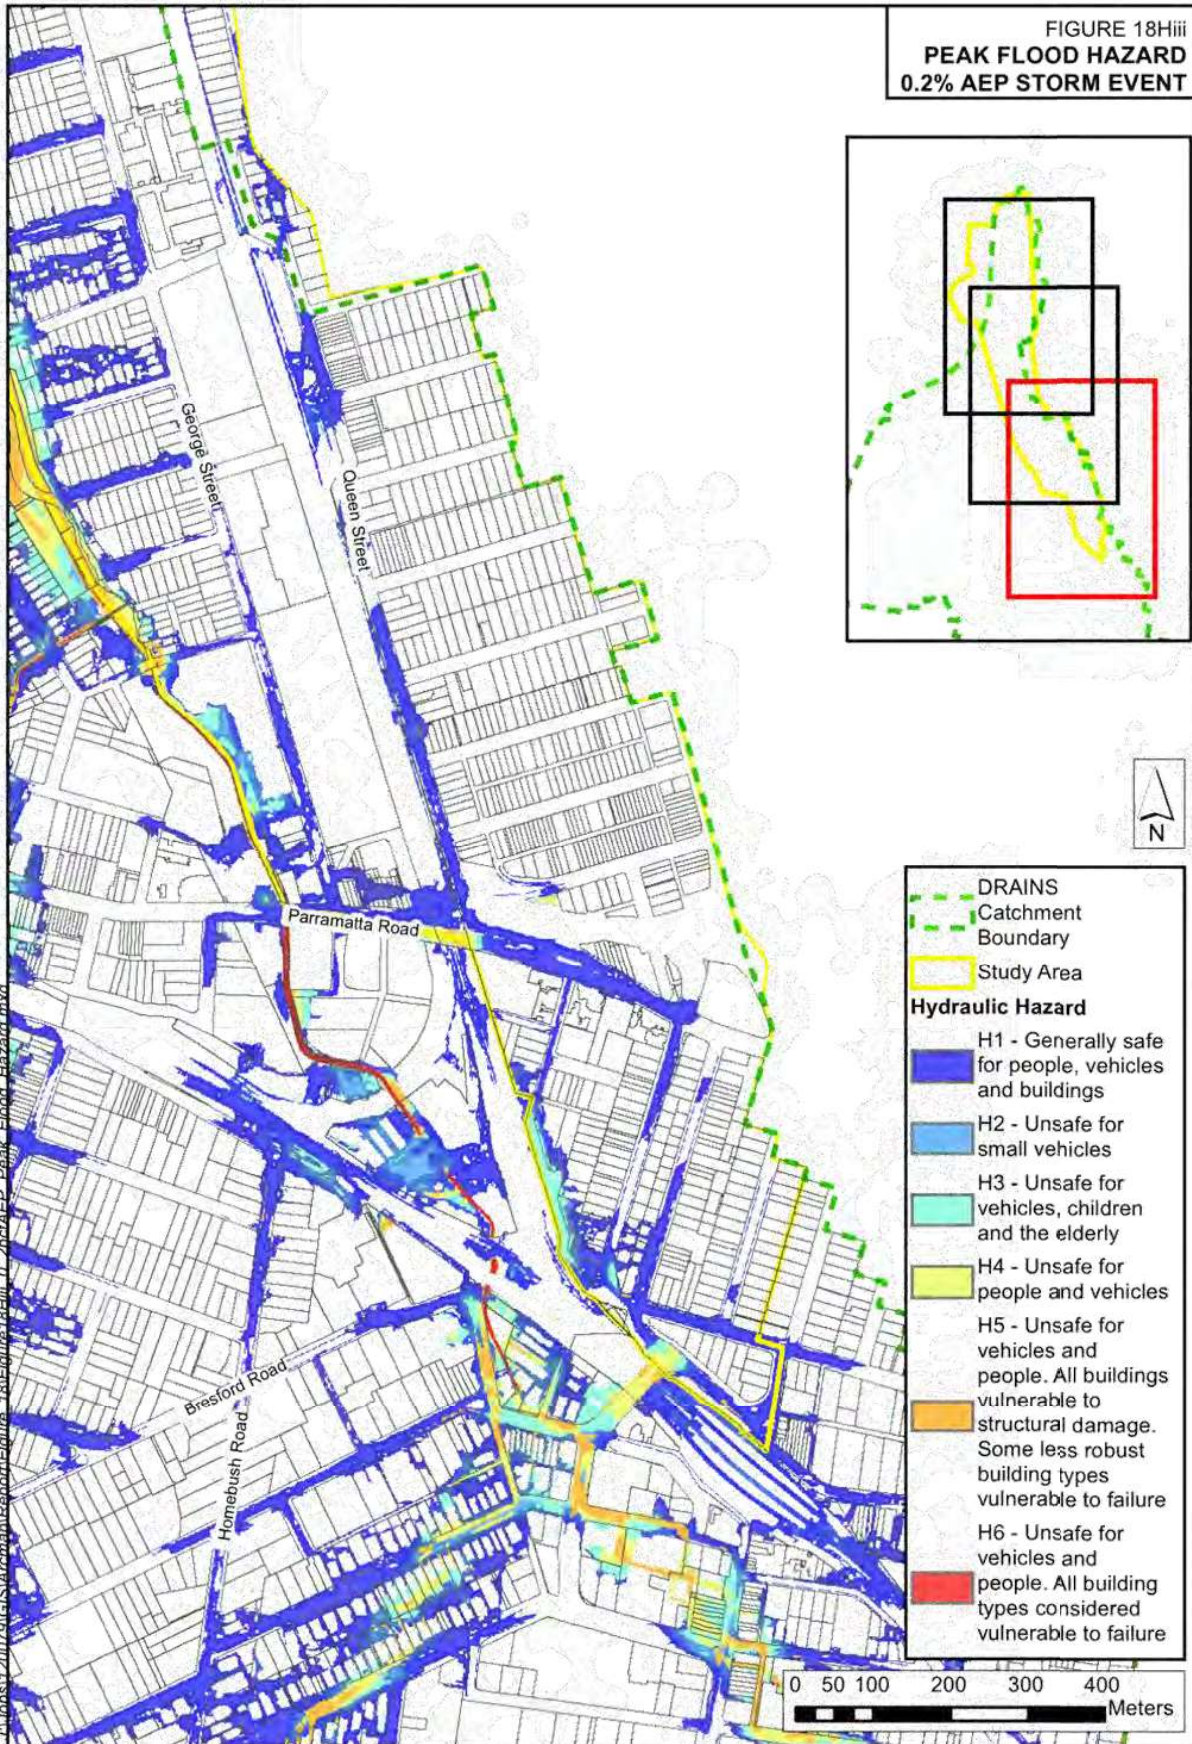 FIGURE 18Hiii
PEAK FLOOD HAZARD
0.2% AEP STORM EVENT
George Street
Queen Street
Parramatta Road
Bresford Road
Homebush Road
N
DRAINS
Catchment
Boundary
Study Area
Hydraulic Hazard
H1 - Generally safe
for people, vehicles
and buildings
H2 - Unsafe for
small vehicles
H3 - Unsafe for
vehicles, children
and the elderly
H4 - Unsafe for
people and vehicles
H5 - Unsafe for
vehicles and
people. All buildings
vulnerable to
structural damage.
Some less robust
building types
vulnerable to failure
H6 - Unsafe for
vehicles and
people. All building
types considered
vulnerable to failure
0 50 100 200 300 400
Meters